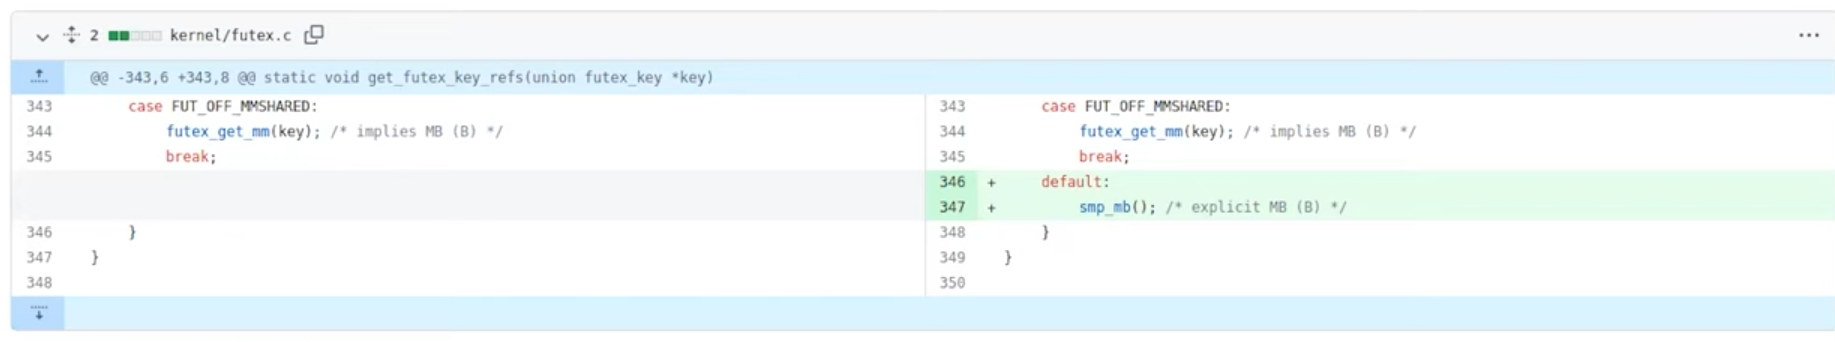 2 kernel/futex.c
@@ -343,6 +343,8 @@ static void get_futex_key_refs(union futex_key *key)
343 case FUT_OFF_MMSHARED:
344 futex_get_mm(key); /* implies MB (B) */
345 break;
346 }
347 }
348
343 case FUT_OFF_MMSHARED:
344 futex_get_mm(key); /* implies MB (B) */
345 break;
346 + default:
347 + smp_mb(); /* explicit MB (B) */
348 }
349 }
350